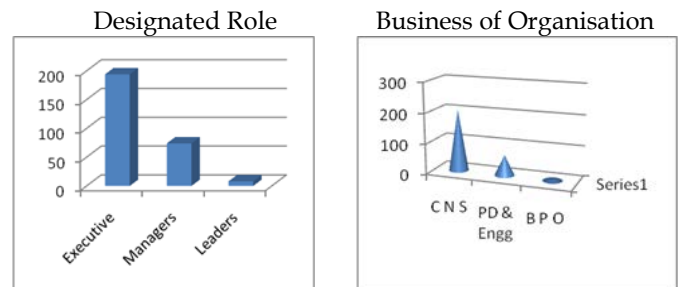 Designated Role
200
150
100
50
0
Executive
Managers
Leaders
Business of Organisation
300
200
100
0
C N S
PD &
Engg
B P O
Series1